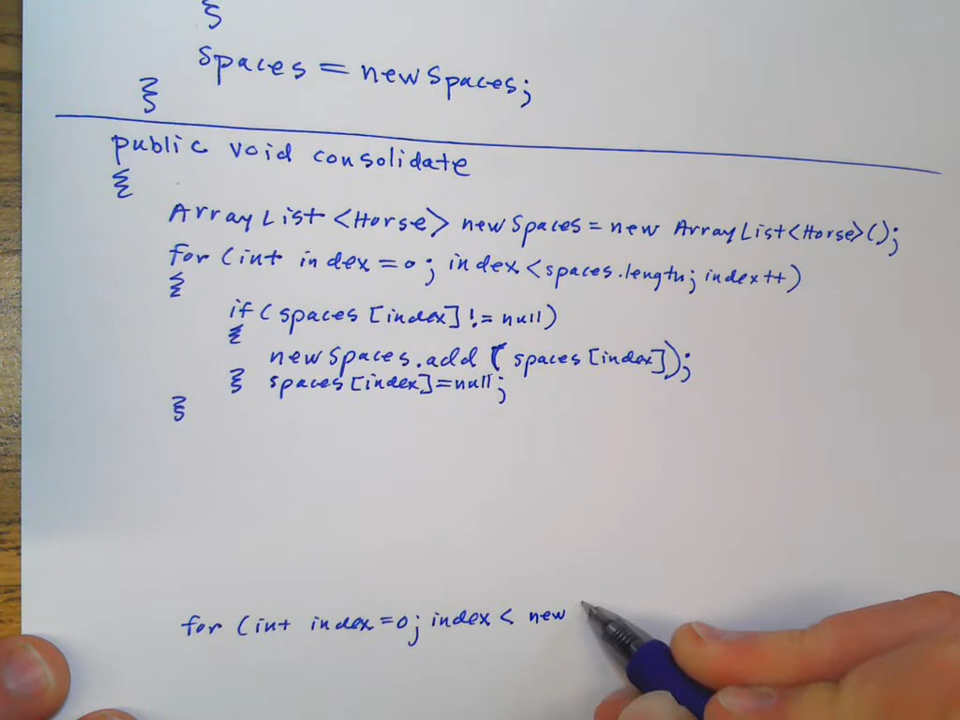 }
spaces = newSpaces;
}
public void consolidate
{
ArrayList <Horse> newSpaces = new ArrayList<Horse>();
for (int index = 0; index < spaces.length; index++)
{
if (spaces [index] != null)
{
newSpaces.add (spaces [index]);
} spaces [index] = null;
}
for (int index = 0; index < new